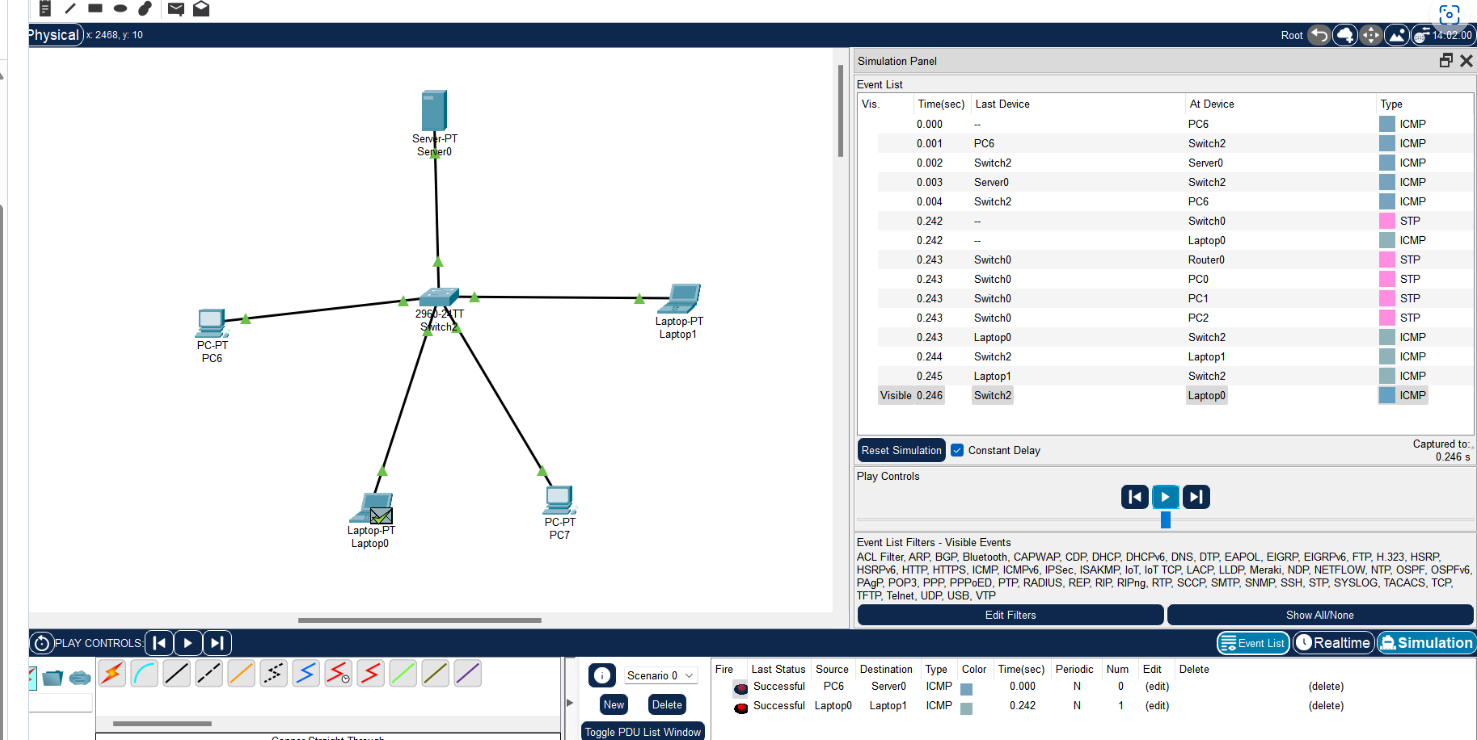 Physical x: 2468, y: 10
Root 14:02:00
Server-PT
Server0
2960-24TT
Switch2
PC-PT
PC6
Laptop-PT
Laptop1
Laptop-PT
Laptop0
PC-PT
PC7
Simulation Panel
Event List
Vis. Time(sec) Last Device At Device Type
0.000 -- PC6 ICMP
0.001 PC6 Switch2 ICMP
0.002 Switch2 Server0 ICMP
0.003 Server0 Switch2 ICMP
0.004 Switch2 PC6 ICMP
0.242 -- Switch0 STP
0.242 -- Laptop0 ICMP
0.243 Switch0 Router0 STP
0.243 Switch0 PC0 STP
0.243 Switch0 PC1 STP
0.243 Switch0 PC2 STP
0.243 Laptop0 Switch2 ICMP
0.244 Switch2 Laptop1 ICMP
0.245 Laptop1 Switch2 ICMP
Visible 0.246 Switch2 Laptop0 ICMP
Reset Simulation Constant Delay
Captured to:
0.246 s
Play Controls
Event List Filters - Visible Events
ACL Filter, ARP, BGP, Bluetooth, CAPWAP, CDP, DHCP, DHCPv6, DNS, DTP, EAPOL, EIGRP, EIGRPv6, FTP, H.323, HSRP,
HSRPv6, HTTP, HTTPS, ICMP, ICMPv6, IPSec, ISAKMP, IoT, IoT TCP, LACP, LLDP, Meraki, NDP, NETFLOW, NTP, OSPF, OSPFv6,
PAgP, POP3, PPP, PPPoED, PTP, RADIUS, REP, RIP, RIPng, RTP, SCCP, SMTP, SNMP, SSH, STP, SYSLOG, TACACS, TCP,
TFTP, Telnet, UDP, USB, VTP
Edit Filters Show All/None
PLAY CONTROLS: Event List Realtime Simulation
Scenario 0
New Delete
Toggle PDU List Window
Fire Last Status Source Destination Type Color Time(sec) Periodic Num Edit Delete
Successful PC6 Server0 ICMP 0.000 N 0 (edit) (delete)
Successful Laptop0 Laptop1 ICMP 0.242 N 1 (edit) (delete)